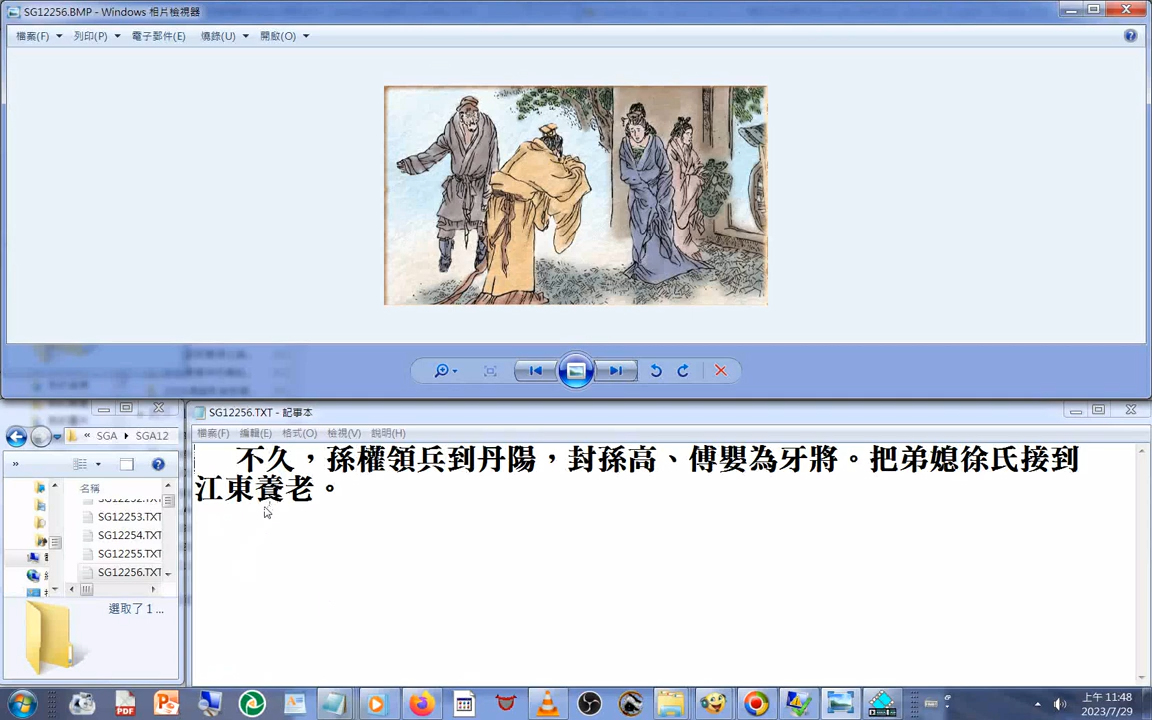 SG12256.BMP - Windows 相片檢視器
檔案(F) 列印(P) 電子郵件(E) 燒錄(U) 開啟(O)
SG12256.TXT - 記事本
檔案(F) 編輯(E) 格式(O) 檢視(V) 說明(H)
不久，孫權領兵到丹陽，封孫高、傅嬰為牙將。把弟媳徐氏接到
江東養老。
« SGA ▸ SGA12
»
名稱
SG12253.TXT
SG12254.TXT
SG12255.TXT
SG12256.TXT
選取了 1 ...
PDF
上午 11:48
2023/7/29